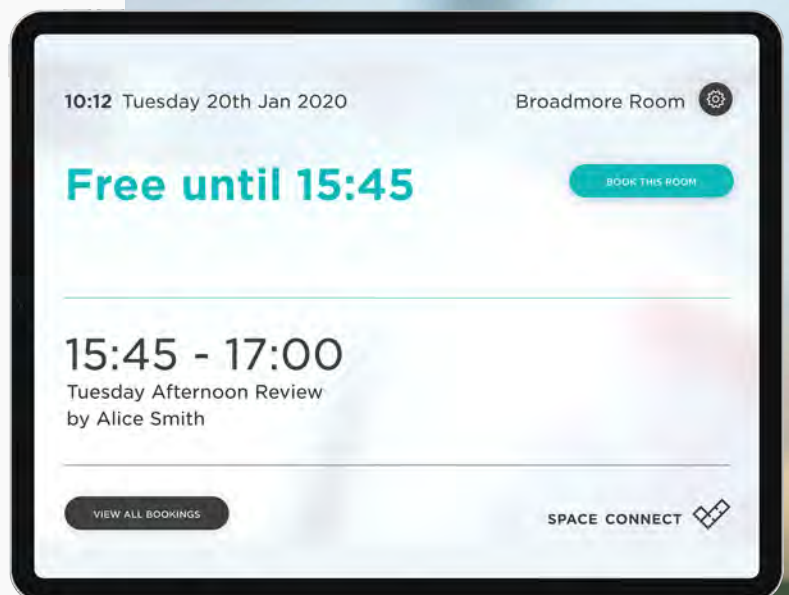 10:12 Tuesday 20th Jan 2020
Broadmore Room
Free until 15:45
BOOK THIS ROOM
15:45 - 17:00
Tuesday Afternoon Review
by Alice Smith
VIEW ALL BOOKINGS
SPACE CONNECT